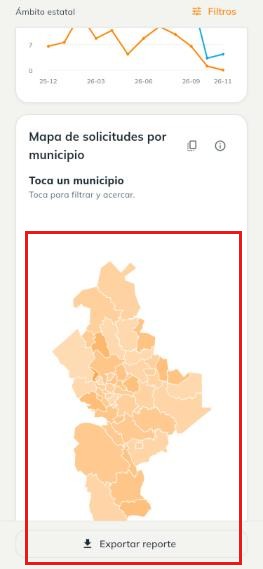 Ámbito estatal
Filtros
7
0
25-12
26-03
26-06
26-09
26-11
Mapa de solicitudes por
municipio
Toca un municipio
Toca para filtrar y acercar.
Exportar reporte